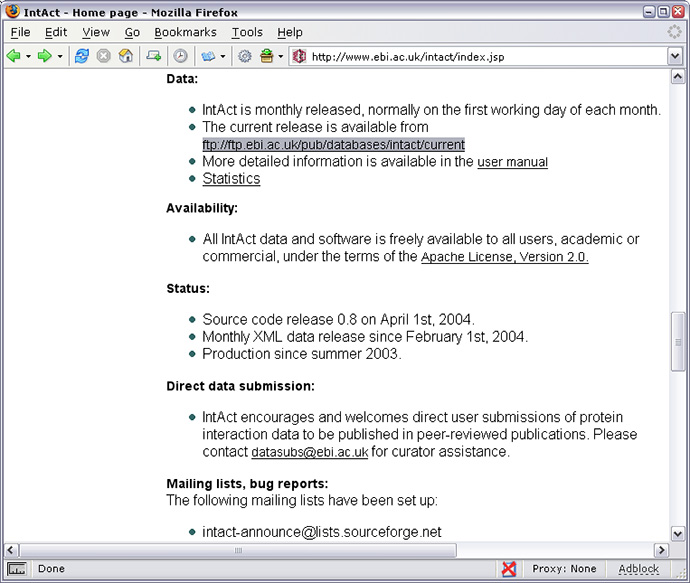 IntAct - Home page - Mozilla Firefox
File Edit View Go Bookmarks Tools Help
http://www.ebi.ac.uk/intact/index.jsp
Data:
IntAct is monthly released, normally on the first working day of each month.
The current release is available from
ftp://ftp.ebi.ac.uk/pub/databases/intact/current
More detailed information is available in the user manual
Statistics
Availability:
All IntAct data and software is freely available to all users, academic or
commercial, under the terms of the Apache License, Version 2.0.
Status:
Source code release 0.8 on April 1st, 2004.
Monthly XML data release since February 1st, 2004.
Production since summer 2003.
Direct data submission:
IntAct encourages and welcomes direct user submissions of protein
interaction data to be published in peer-reviewed publications. Please
contact datasubs@ebi.ac.uk for curator assistance.
Mailing lists, bug reports:
The following mailing lists have been set up:
intact-announce@lists.sourceforge.net
Done Proxy: None Adblock